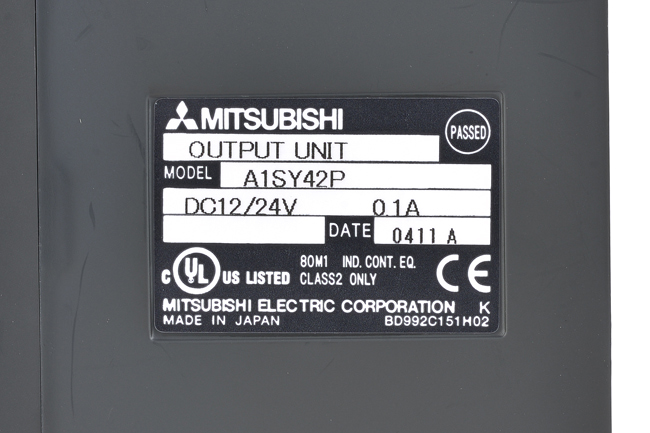 MITSUBISHI
PASSED
OUTPUT UNIT
MODEL A1SY42P
DC12/24V 0.1A
DATE 0411 A
C UL US LISTED
80M1 IND. CONT. EQ.
CLASS2 ONLY
CE
MITSUBISHI ELECTRIC CORPORATION K
MADE IN JAPAN BD992C151H02